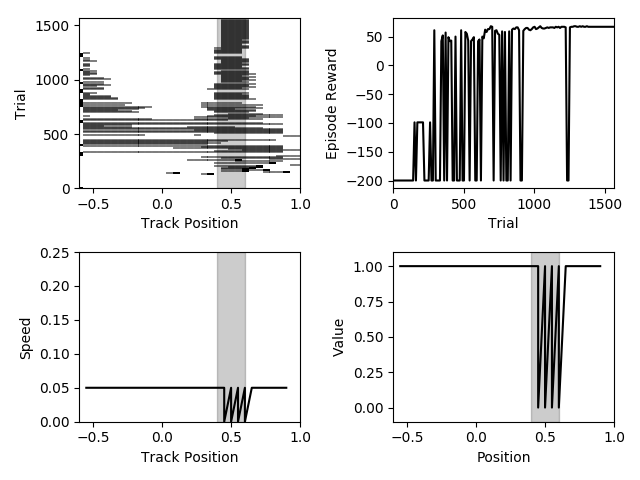 1500
1000
500
0
Trial
−0.5 0.0 0.5 1.0
Track Position
50
0
−50
−100
−150
−200
Episode Reward
0 500 1000 1500
Trial
0.25
0.20
0.15
0.10
0.05
0.00
Speed
−0.5 0.0 0.5 1.0
Track Position
1.00
0.75
0.50
0.25
0.00
Value
−0.5 0.0 0.5 1.0
Position